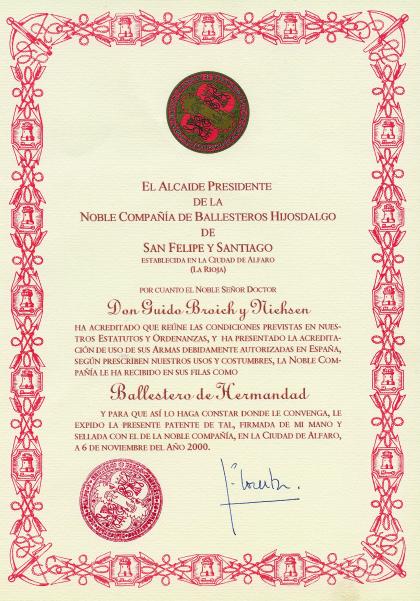 EL ALCAIDE PRESIDENTE
DE LA
NOBLE COMPAÑÍA DE BALLESTEROS HIJOSDALGO
DE
SAN FELIPE Y SANTIAGO
ESTABLECIDA EN LA CIUDAD DE ALFARO
(LA RIOJA)
POR CUANTO EL NOBLE SEÑOR DOCTOR
Don Guido Broich y Niehsen
HA ACREDITADO QUE REÚNE LAS CONDICIONES PREVISTAS EN NUES-
TROS ESTATUTOS Y ORDENANZAS, Y HA PRESENTADO LA ACREDITA-
CIÓN DE USO DE SUS ARMAS DEBIDAMENTE AUTORIZADAS EN ESPAÑA,
SEGÚN PRESCRIBEN NUESTROS USOS Y COSTUMBRES, LA NOBLE COM-
PAÑÍA LE HA RECIBIDO EN SUS FILAS COMO
Ballestero de Hermandad
Y PARA QUE ASÍ LO HAGA CONSTAR DONDE LE CONVENGA, LE
EXPIDO LA PRESENTE PATENTE DE TAL, FIRMADA DE MI MANO Y
SELLADA CON EL DE LA NOBLE COMPAÑÍA, EN LA CIUDAD DE ALFARO,
A 6 DE NOVIEMBRE DEL AÑO 2000.